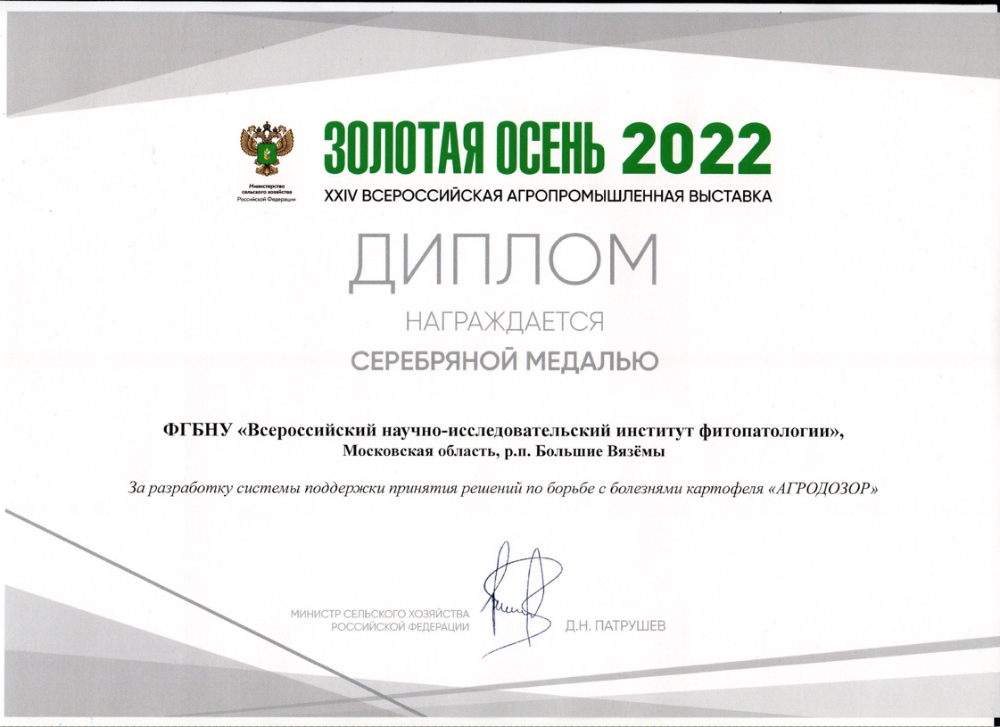 ЗОЛОТАЯ ОСЕНЬ 2022
Министерство
сельского хозяйства
Российской Федерации
XXIV ВСЕРОССИЙСКАЯ АГРОПРОМЫШЛЕННАЯ ВЫСТАВКА
ДИПЛОМ
НАГРАЖДАЕТСЯ
СЕРЕБРЯНОЙ МЕДАЛЬЮ
ФГБНУ «Всероссийский научно-исследовательский институт фитопатологии»,
Московская область, р.п. Большие Вязёмы
За разработку системы поддержки принятия решений по борьбе с болезнями картофеля «АГРОДОЗОР»
МИНИСТР СЕЛЬСКОГО ХОЗЯЙСТВА
РОССИЙСКОЙ ФЕДЕРАЦИИ
Д.Н. ПАТРУШЕВ